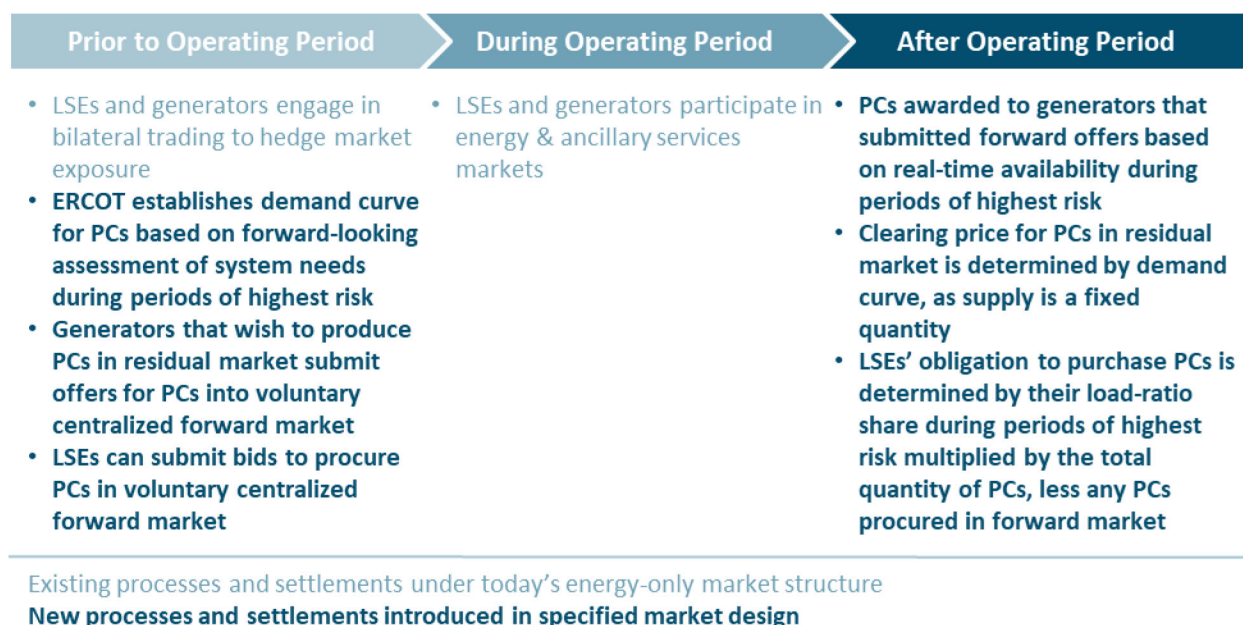 Prior to Operating Period
During Operating Period
After Operating Period
• LSEs and generators engage in
bilateral trading to hedge market
exposure
• ERCOT establishes demand curve
for PCs based on forward-looking
assessment of system needs
during periods of highest risk
• Generators that wish to produce
PCs in residual market submit
offers for PCs into voluntary
centralized forward market
• LSEs can submit bids to procure
PCs in voluntary centralized
forward market
• LSEs and generators participate in
energy & ancillary services
markets
• PCs awarded to generators that
submitted forward offers based
on real-time availability during
periods of highest risk
• Clearing price for PCs in residual
market is determined by demand
curve, as supply is a fixed
quantity
• LSEs’ obligation to purchase PCs is
determined by their load-ratio
share during periods of highest
risk multiplied by the total
quantity of PCs, less any PCs
procured in forward market
Existing processes and settlements under today’s energy-only market structure
New processes and settlements introduced in specified market design